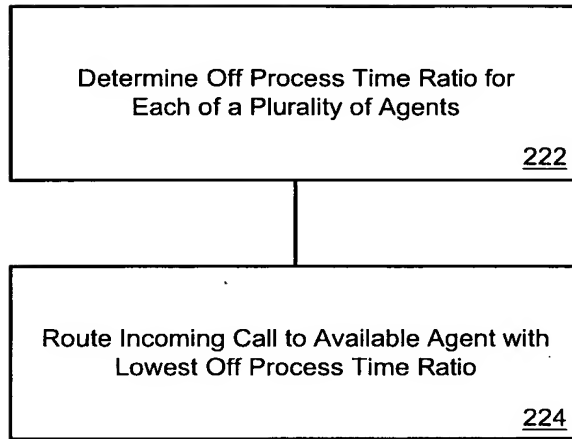 Determine Off Process Time Ratio for
Each of a Plurality of Agents
222
Route Incoming Call to Available Agent with
Lowest Off Process Time Ratio
224